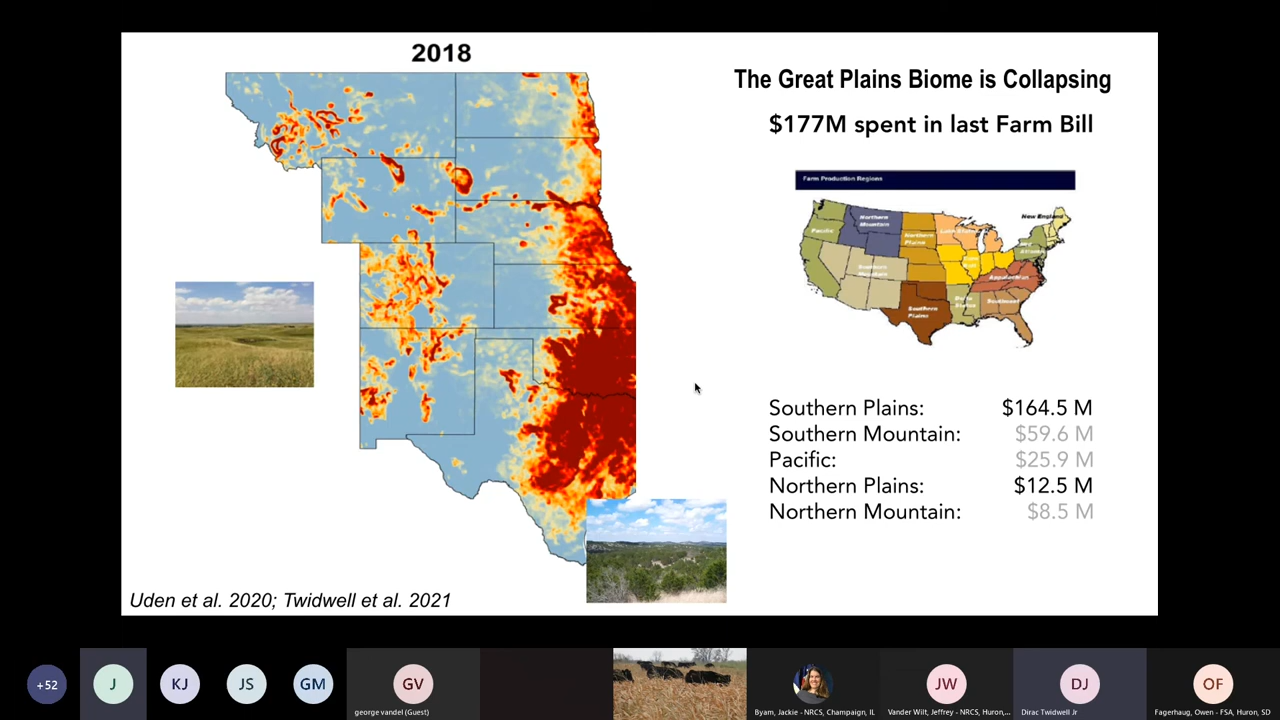 2018
The Great Plains Biome is Collapsing
$177M spent in last Farm Bill
Farm Production Regions
Pacific
Northern
Mountain
Northern
Plains
Southern
Mountain
Southern
Plains
Appalachian
Southeast
New England
Southern Plains: $164.5 M
Southern Mountain: $59.6 M
Pacific: $25.9 M
Northern Plains: $12.5 M
Northern Mountain: $8.5 M
Uden et al. 2020; Twidwell et al. 2021
+52
J
KJ
JS
GM
GV
george vandel (Guest)
Byam, Jackie - NRCS, Champaign, IL
JW
Vander Wilt, Jeffrey - NRCS, Huron,...
DJ
Dirac Twidwell Jr
OF
Fagerhaug, Owen - FSA, Huron, SD